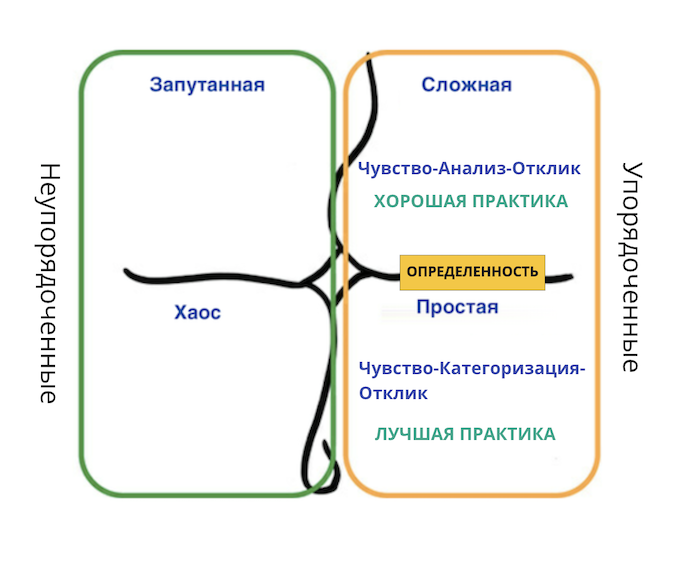 Запутанная
Сложная
Чувство-Анализ-Отклик
ХОРОШАЯ ПРАКТИКА
Неупорядоченные
Упорядоченные
ОПРЕДЕЛЕННОСТЬ
Хаос
Простая
Чувство-Категоризация-
Отклик
ЛУЧШАЯ ПРАКТИКА